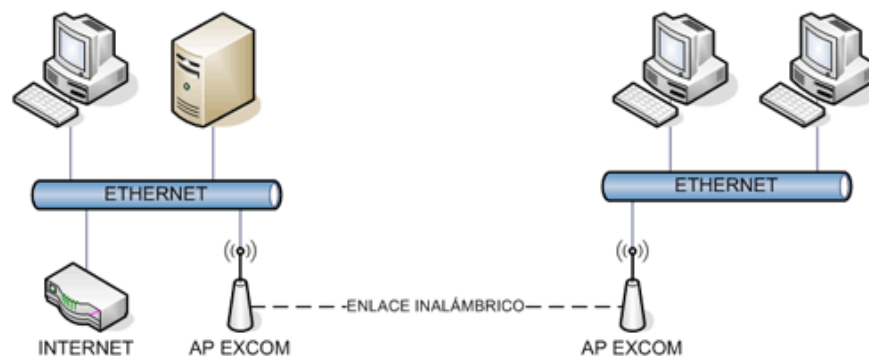 ETHERNET
ETHERNET
ENLACE INALÁMBRICO
INTERNET
AP EXCOM
AP EXCOM